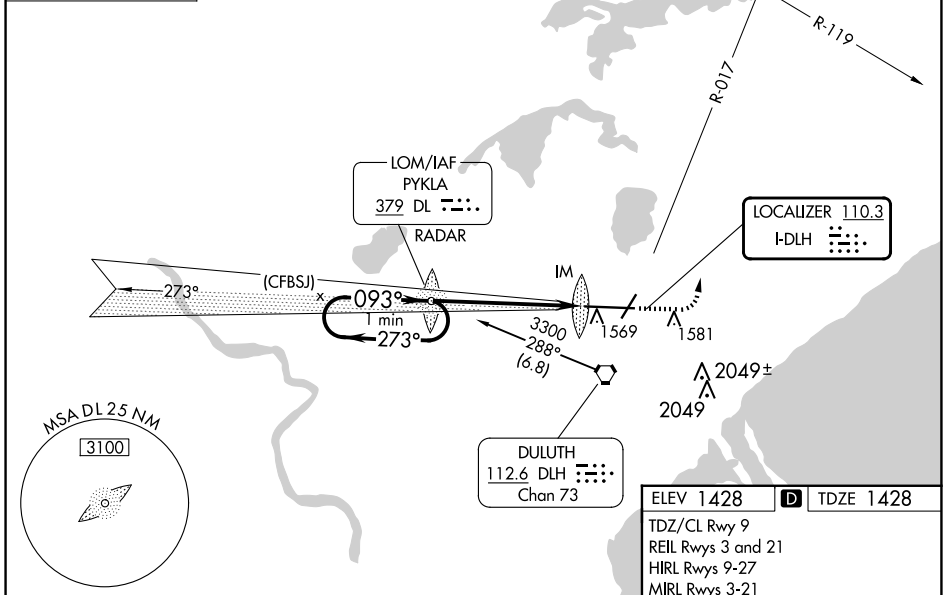 R-119
R-017
LOM/IAF
PYKLA
379 DL
RADAR
LOCALIZER 110.3
I-DLH
IM
(CFBSJ)
273°
x
093°
1 min
273°
1569
1581
3300
288°
(6.8)
2049±
2049
MSA DL 25 NM
3100
DULUTH
112.6 DLH
Chan 73
ELEV 1428 D TDZE 1428
TDZ/CL Rwy 9
REIL Rwys 3 and 21
HIRL Rwys 9-27
MIRL Rwys 3-21